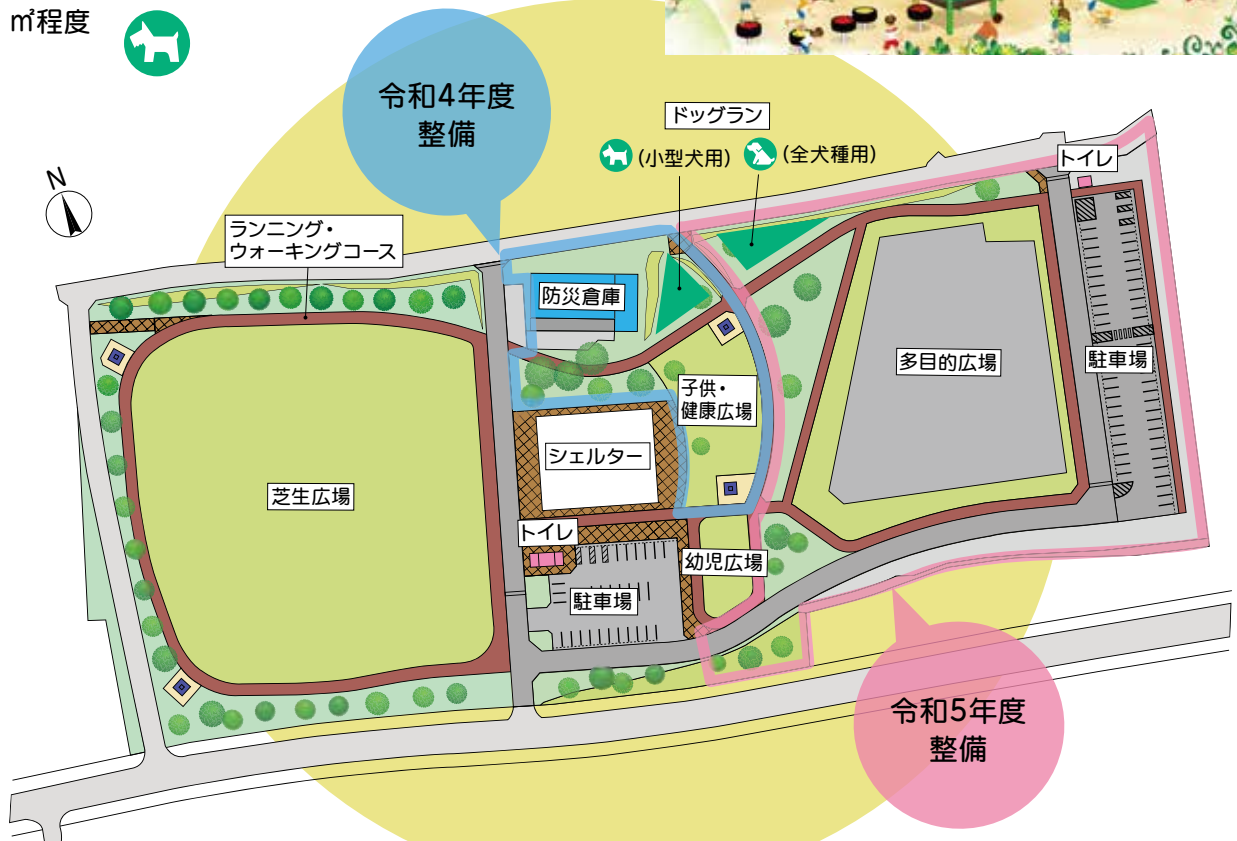 ㎡程度
令和4年度
整備
ドッグラン
(小型犬用)
(全犬種用)
トイレ
N
ランニング・
ウォーキングコース
防災倉庫
子供・
健康広場
多目的広場
駐車場
シェルター
芝生広場
トイレ
幼児広場
駐車場
令和5年度
整備